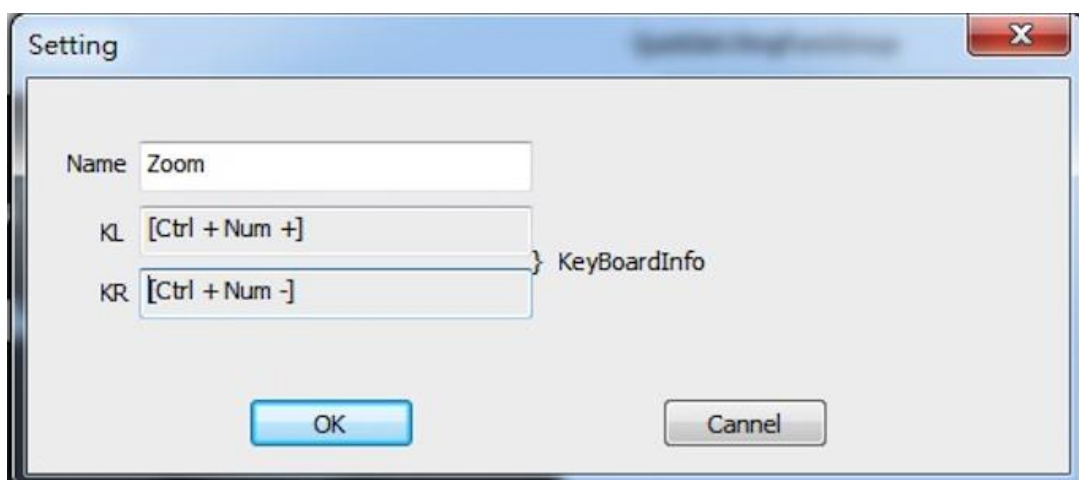 Setting
Name Zoom
KL [Ctrl + Num +]
} KeyBoardInfo
KR [Ctrl + Num -]
OK Cannel